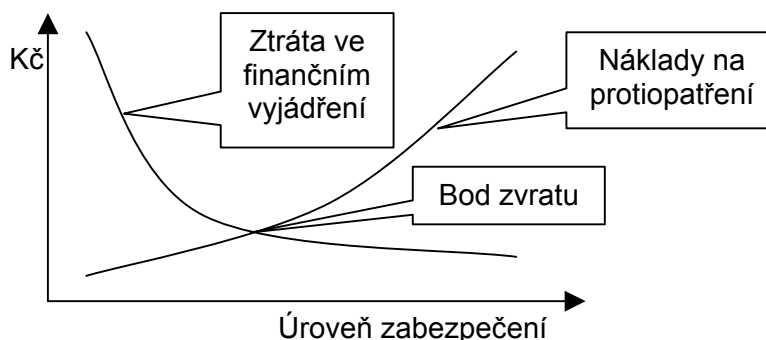 Kč
Ztráta ve
finančním
vyjádření
Náklady na
protiopatření
Bod zvratu
Úroveň zabezpečení